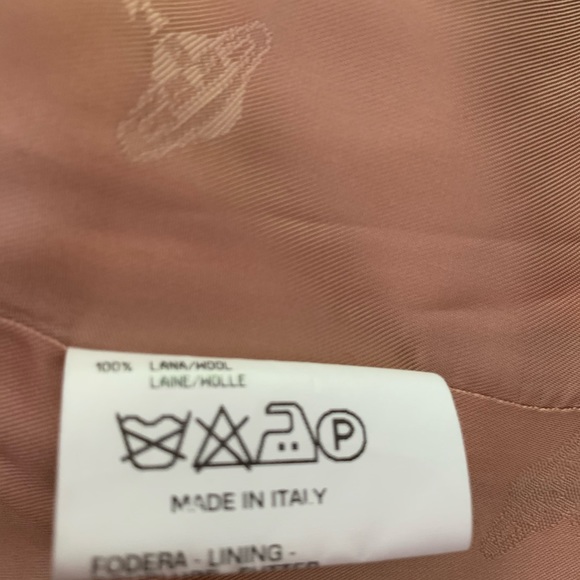 100% LANA/WOOL
LAINE/WOLLE
P
MADE IN ITALY
FODERA - LINING -